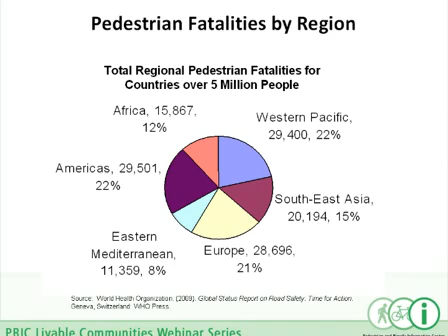 Pedestrian Fatalities by Region
Total Regional Pedestrian Fatalities for
Countries over 5 Million People
Africa, 15,867,
12%
Western Pacific,
29,400, 22%
Americas, 29,501,
22%
South-East Asia,
20,194, 15%
Eastern
Mediterranean,
11,359, 8%
Europe, 28,696,
21%
Source: World Health Organization. (2009). Global Status Report on Road Safety: Time for Action.
Geneva, Switzerland: WHO Press.
PBIC Livable Communities Webinar Series